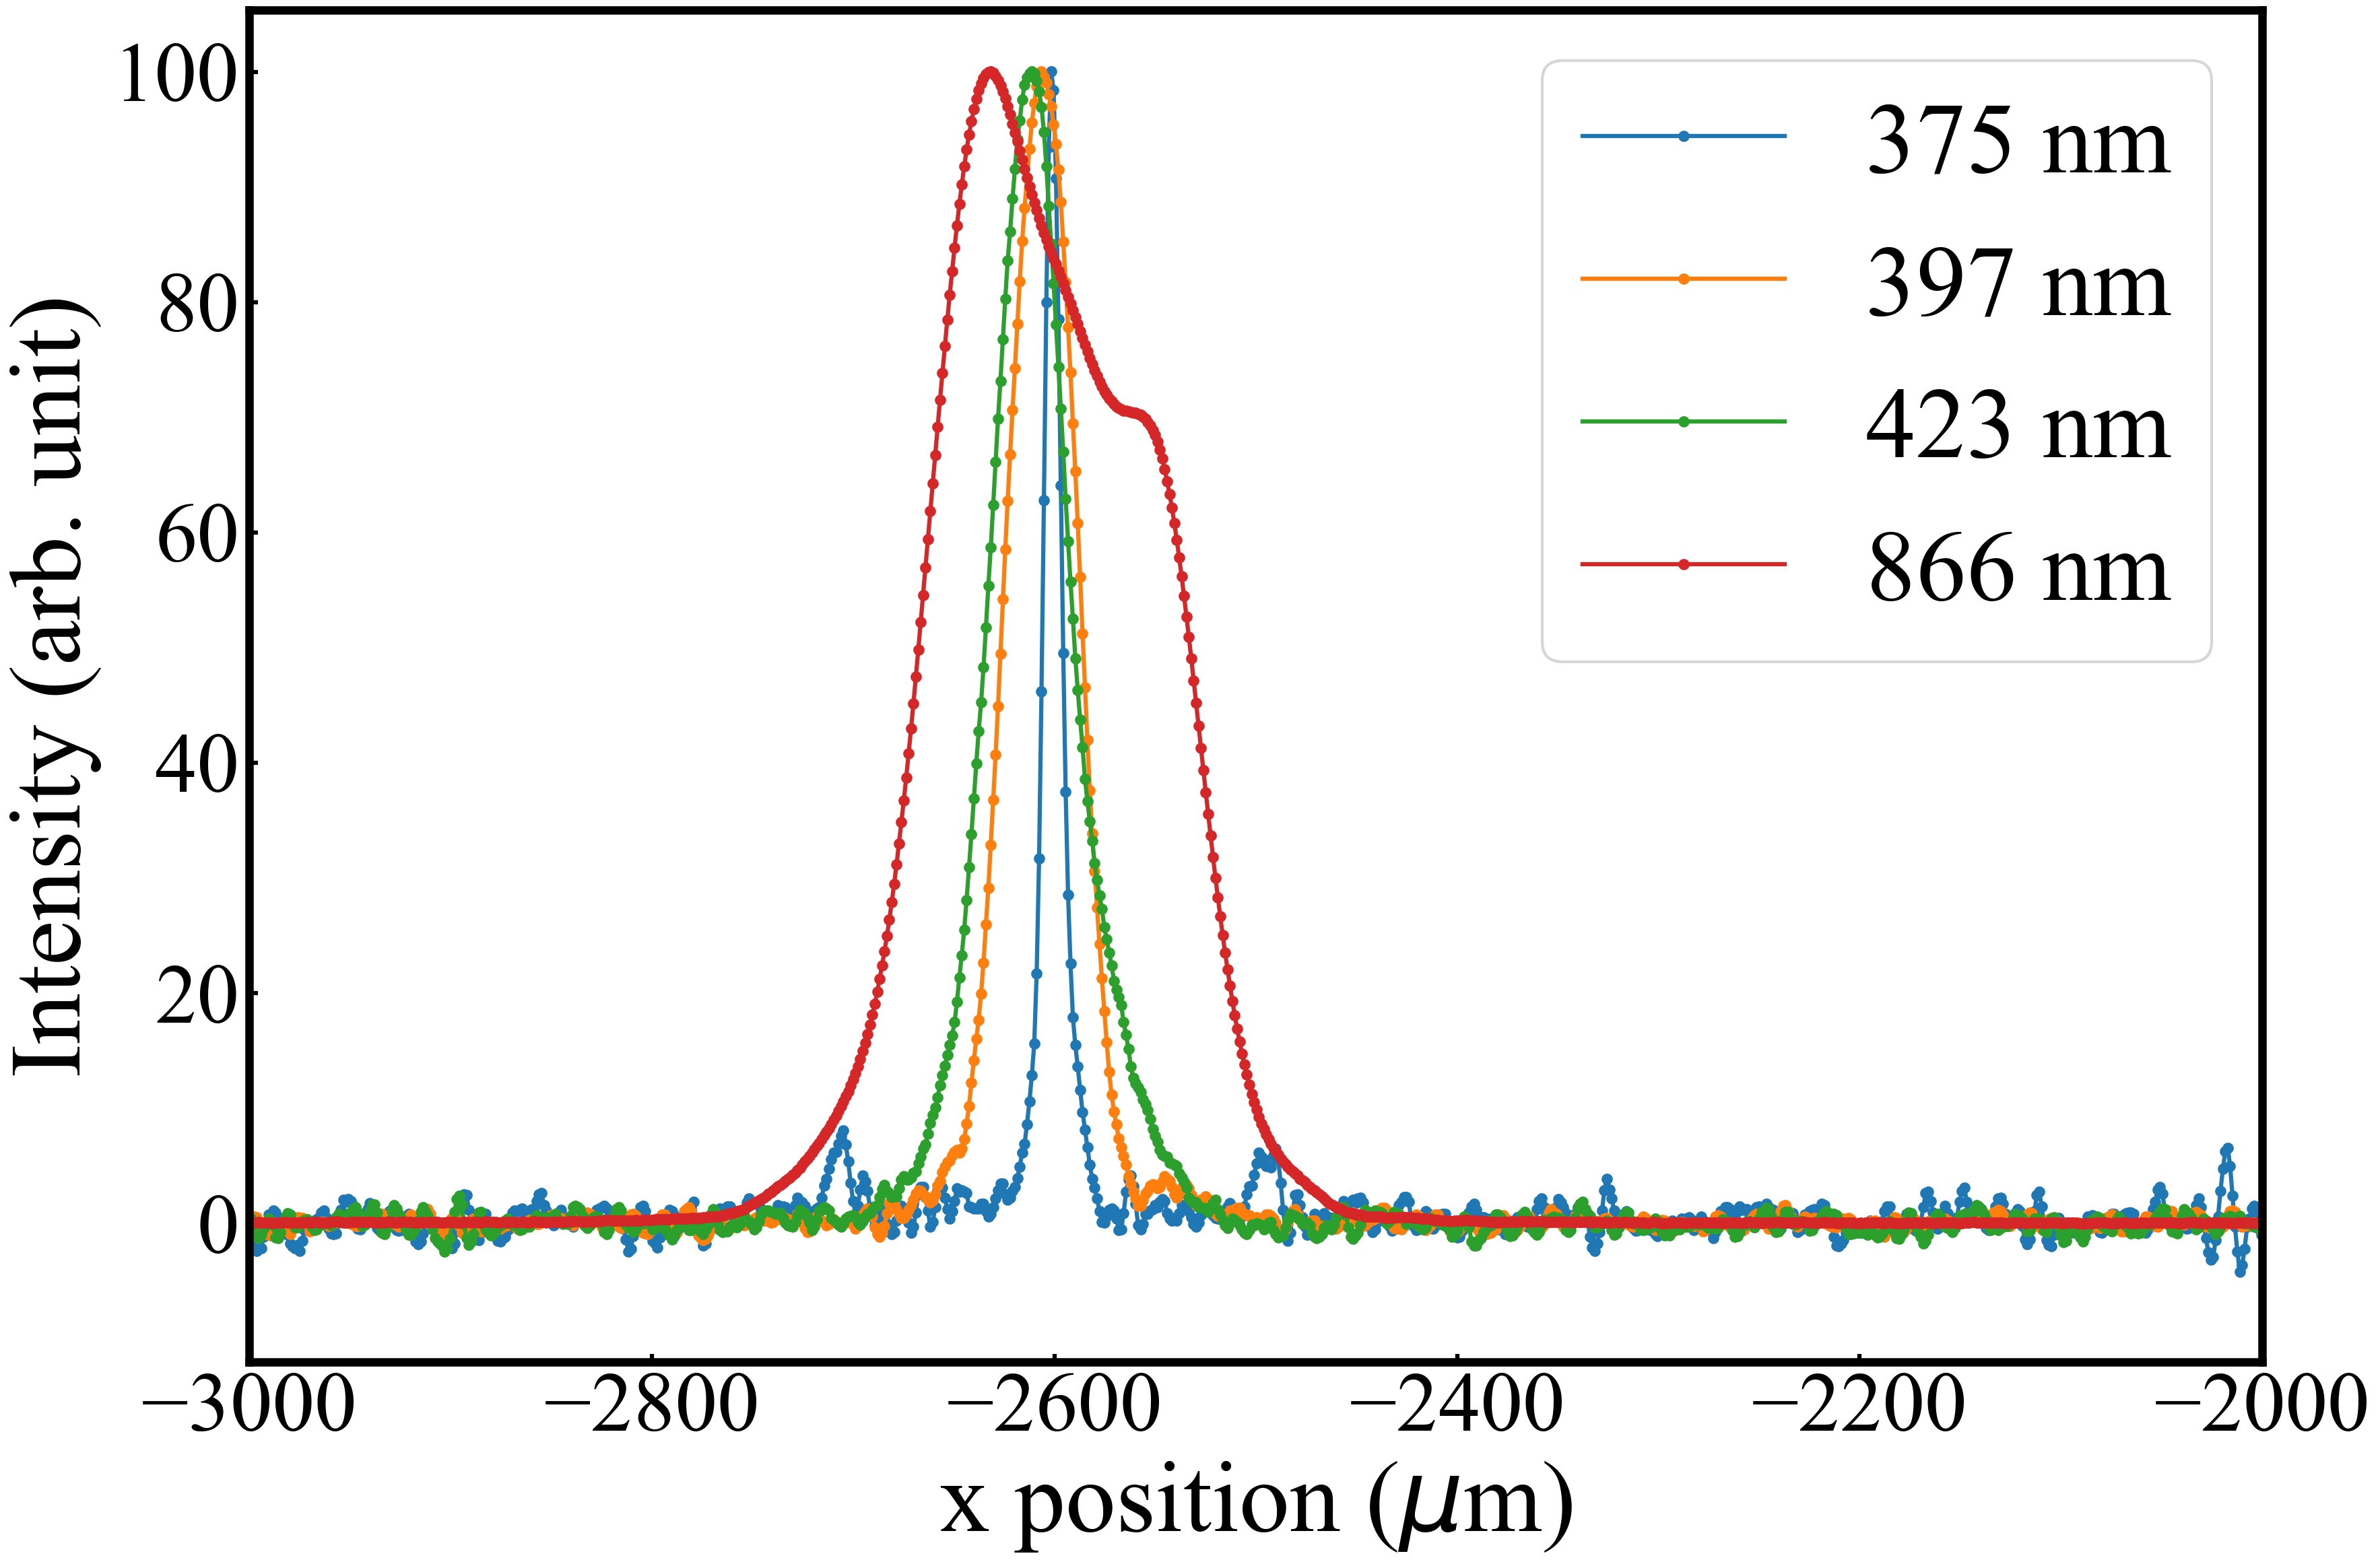 Intensity (arb. unit)
100
80
60
40
20
0
375 nm
397 nm
423 nm
866 nm
−3000 −2800 −2600 −2400 −2200 −2000
x position (μm)